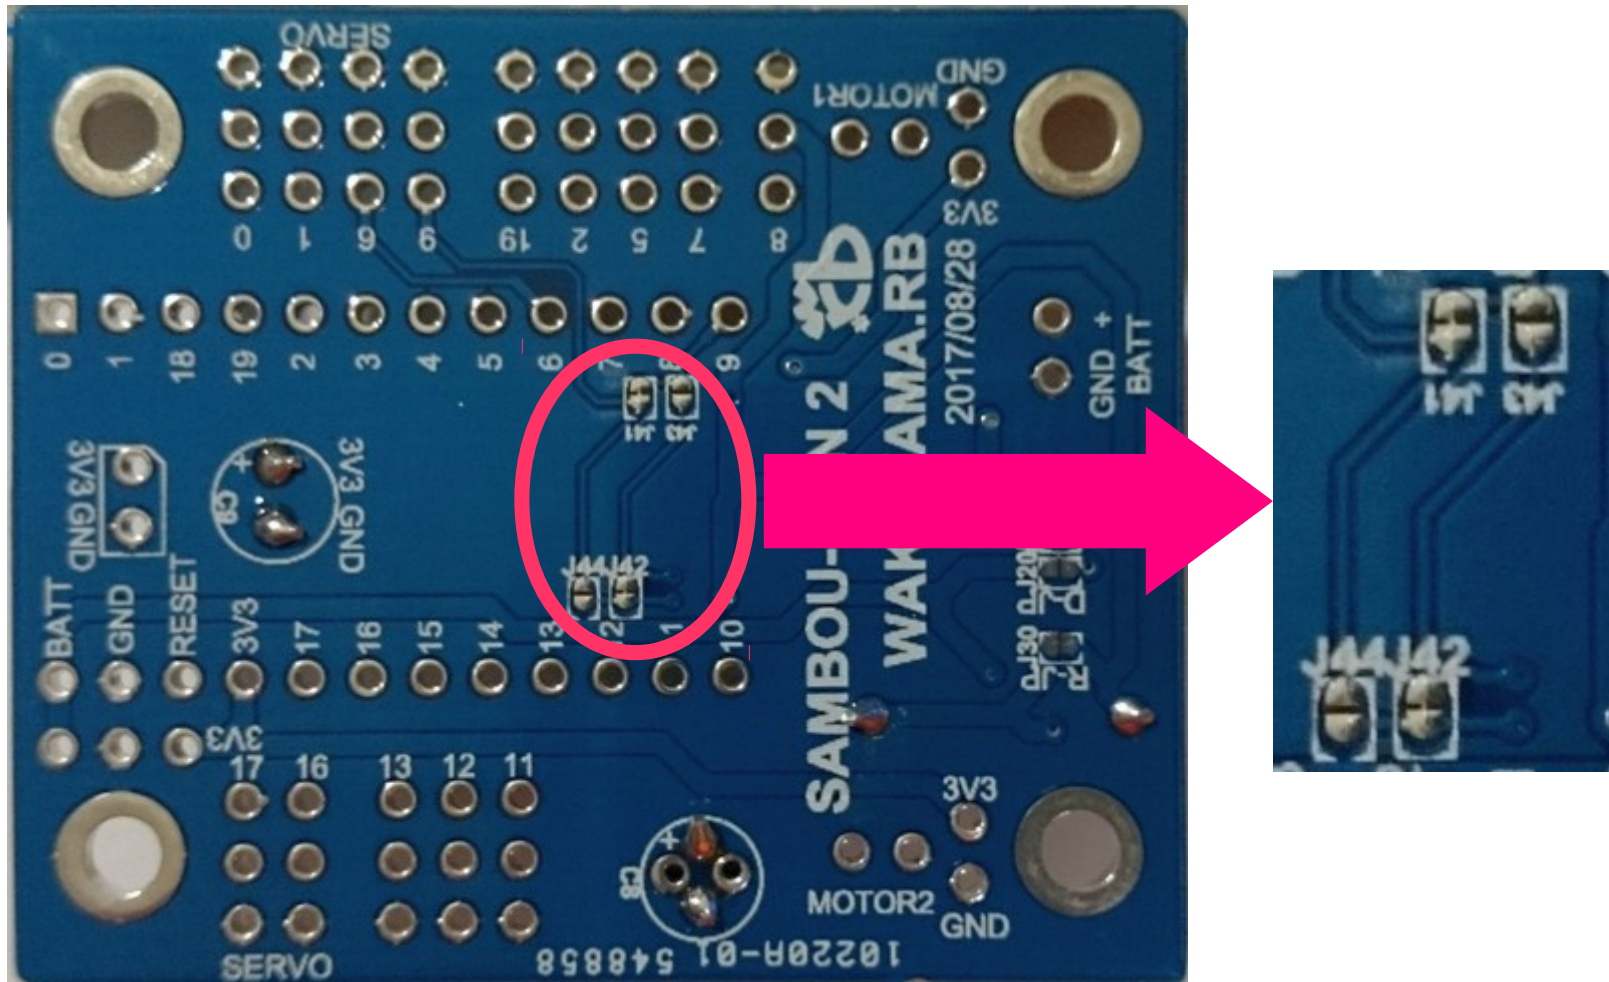 SERVO
GND
MOTOR1
3V3
0 1 6 9 19 2 5 7 8
0 1 18 19 2 3 4 5 6 7 8 9
GND +
BATT
2017/08/28
SAMBOU- N 2
WAK AMA.RB
J41 J43
J41 J43
3V3 GND
+
C9
3V3 GND
J44 J42
J44 J42
JP20
JP30
BATT GND RESET 3V3 17 16 15 14 13 2 1 10
3V3
17 16 13 12 11
3V3
+
MOTOR2
GND
SERVO
10220A-01 548858